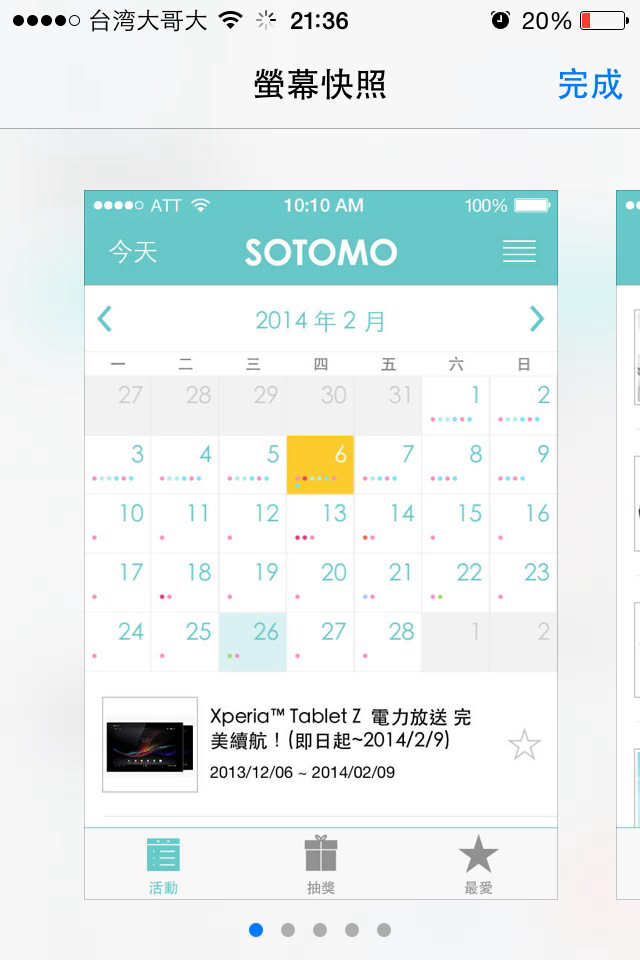 台湾大哥大 21:36 20%
螢幕快照 完成
ATT 10:10 AM 100%
今天 SOTOMO
2014 年 2 月
一 二 三 四 五 六 日
27 28 29 30 31 1 2
3 4 5 6 7 8 9
10 11 12 13 14 15 16
17 18 19 20 21 22 23
24 25 26 27 28 1 2
Xperia™ Tablet Z 電力放送 完
美續航！(即日起~2014/2/9)
2013/12/06 ~ 2014/02/09
活動 抽獎 最愛